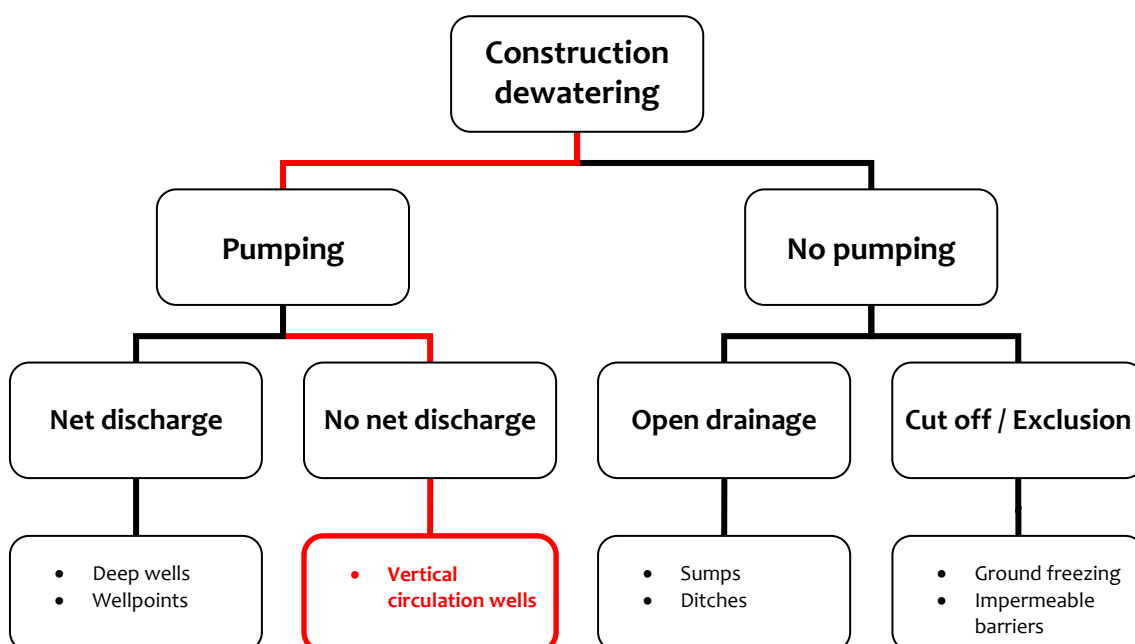 Construction
dewatering
Pumping
No pumping
Net discharge
No net discharge
Open drainage
Cut off / Exclusion
• Deep wells
• Wellpoints
• Vertical
circulation wells
• Sumps
• Ditches
• Ground freezing
• Impermeable
barriers